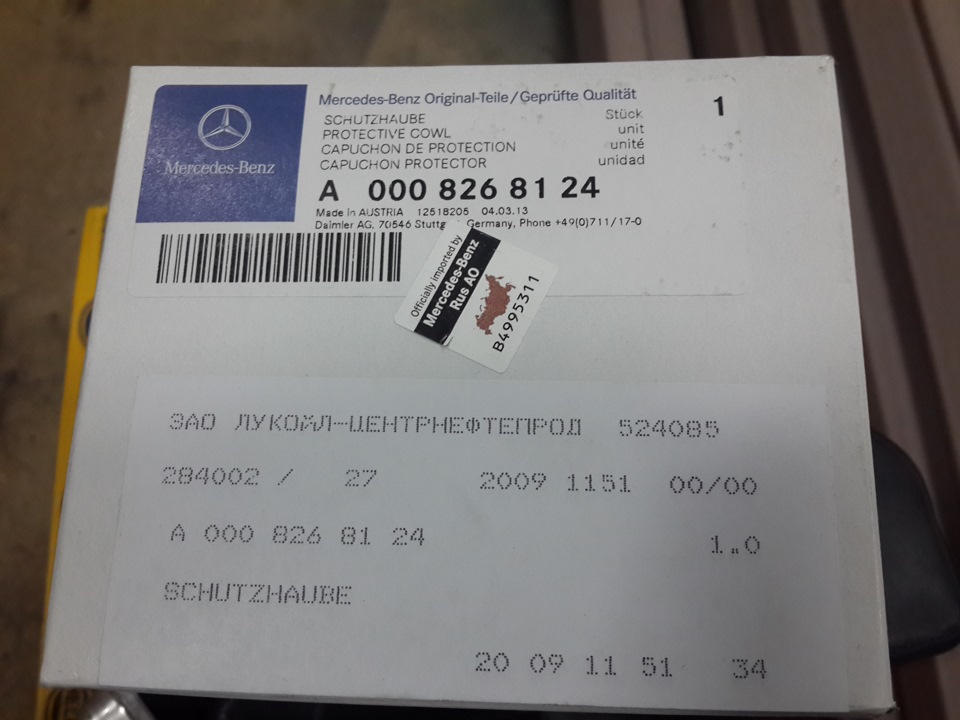 Mercedes-Benz
Mercedes-Benz Original-Teile/Geprüfte Qualität
1
SCHUTZHAUBE Stück
PROTECTIVE COWL unit
CAPUCHON DE PROTECTION unité
CAPUCHON PROTECTOR unidad
A 000 826 81 24
Made in AUSTRIA 12518205 04.03.13
Daimler AG, 70546 Stuttg Germany, Phone +49(0)711/17-0
Officially imported by
Mercedes-Benz
Rus AO
B4995311
ЗАО ЛУКОЙЛ-ЦЕНТРНЕФТЕПРОД 524085
284002 / 27 2009 1151 00/00
A 000 826 81 24 1.0
SCHUTZHAUBE
20 09 11 51 34